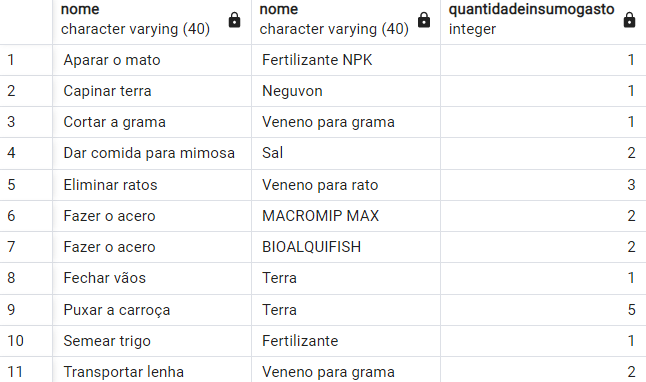 nome nome quantidadeinsumogasto
character varying (40) character varying (40) integer
1 Aparar o mato Fertilizante NPK 1
2 Capinar terra Neguvon 1
3 Cortar a grama Veneno para grama 1
4 Dar comida para mimosa Sal 2
5 Eliminar ratos Veneno para rato 3
6 Fazer o acero MACROMIP MAX 2
7 Fazer o acero BIOALQUIFISH 2
8 Fechar vãos Terra 1
9 Puxar a carroça Terra 5
10 Semear trigo Fertilizante 1
11 Transportar lenha Veneno para grama 2